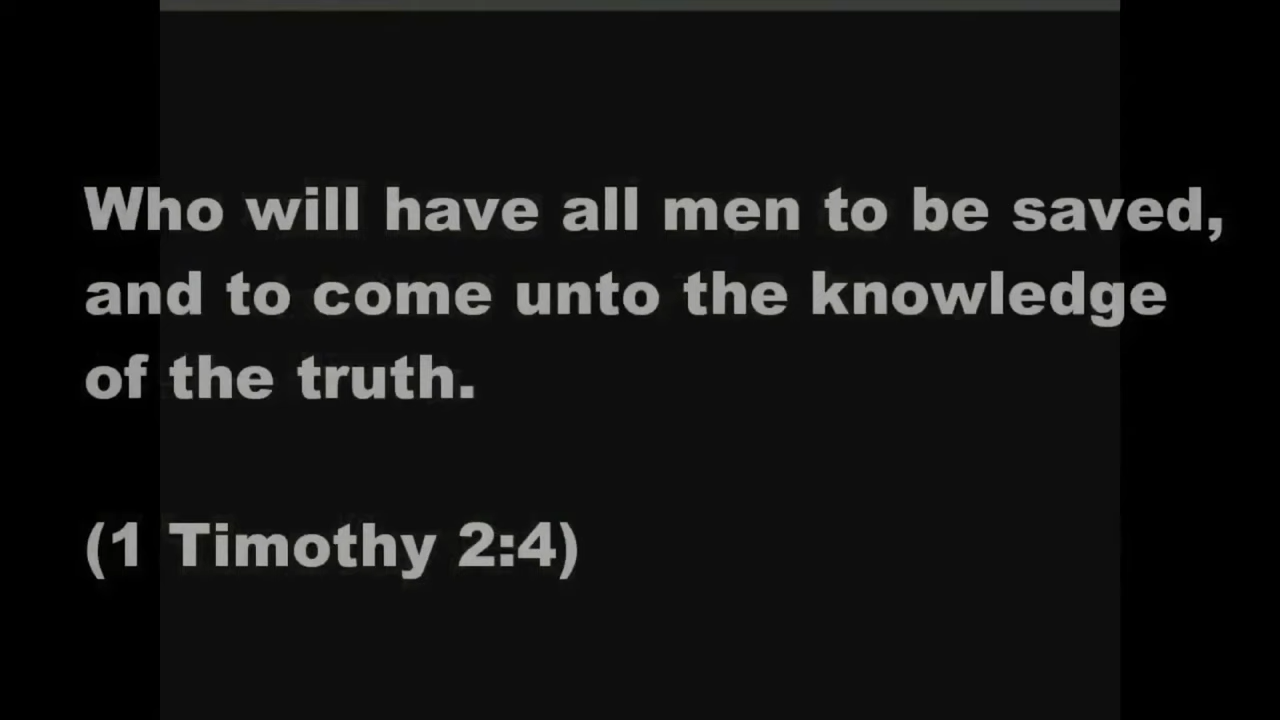 Who will have all men to be saved,
and to come unto the knowledge
of the truth.
(1 Timothy 2:4)